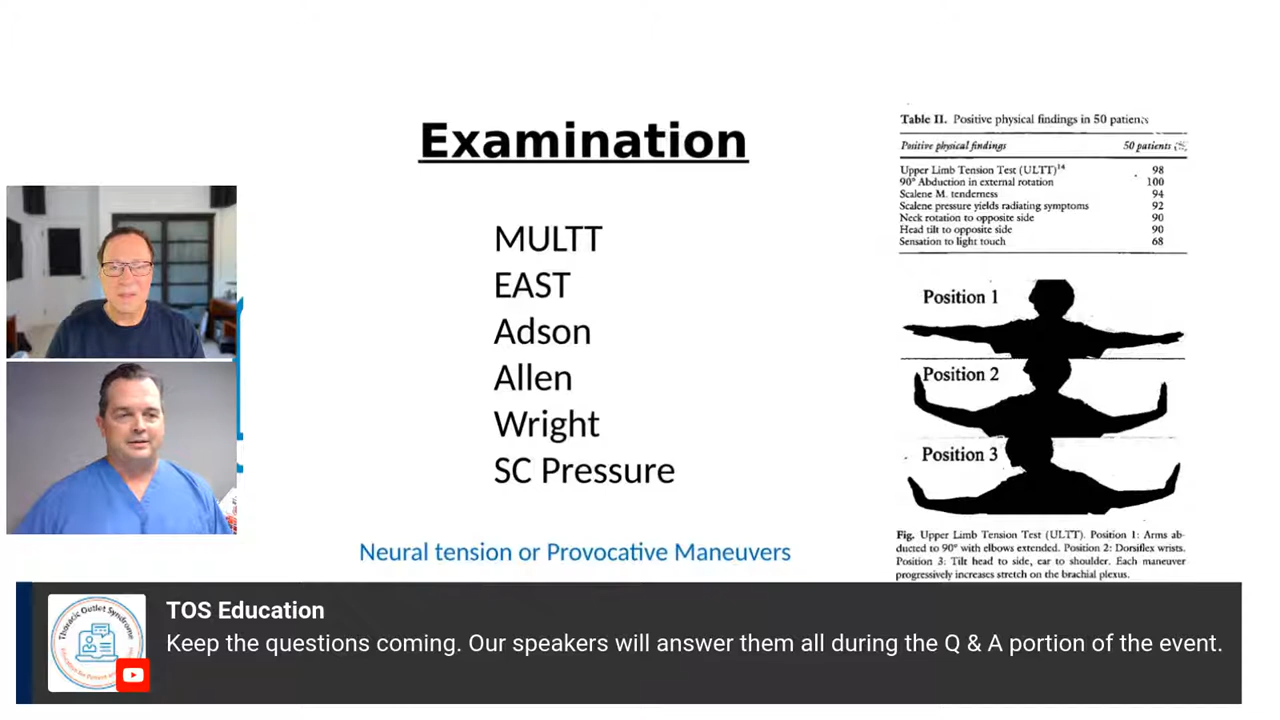 Examination
MULTT
EAST
Adson
Allen
Wright
SC Pressure
Neural tension or Provocative Maneuvers
Table II. Positive physical findings in 50 patients
Positive physical findings 50 patients (%
Upper Limb Tension Test (ULTT)14 98
90° Abduction in external rotation 100
Scalene M. tenderness 94
Scalene pressure yields radiating symptoms 92
Neck rotation to opposite side 90
Head tilt to opposite side 90
Sensation to light touch 68
Position 1
Position 2
Position 3
Fig. Upper Limb Tension Test (ULTT). Position 1: Arms ab-
ducted to 90° with elbows extended. Position 2: Dorsiflex wrists.
Position 3: Tilt head to side, ear to shoulder. Each maneuver
progressively increases stretch on the brachial plexus.
Thoracic Outlet Syndrome
TOS Education
Keep the questions coming. Our speakers will answer them all during the Q & A portion of the event.